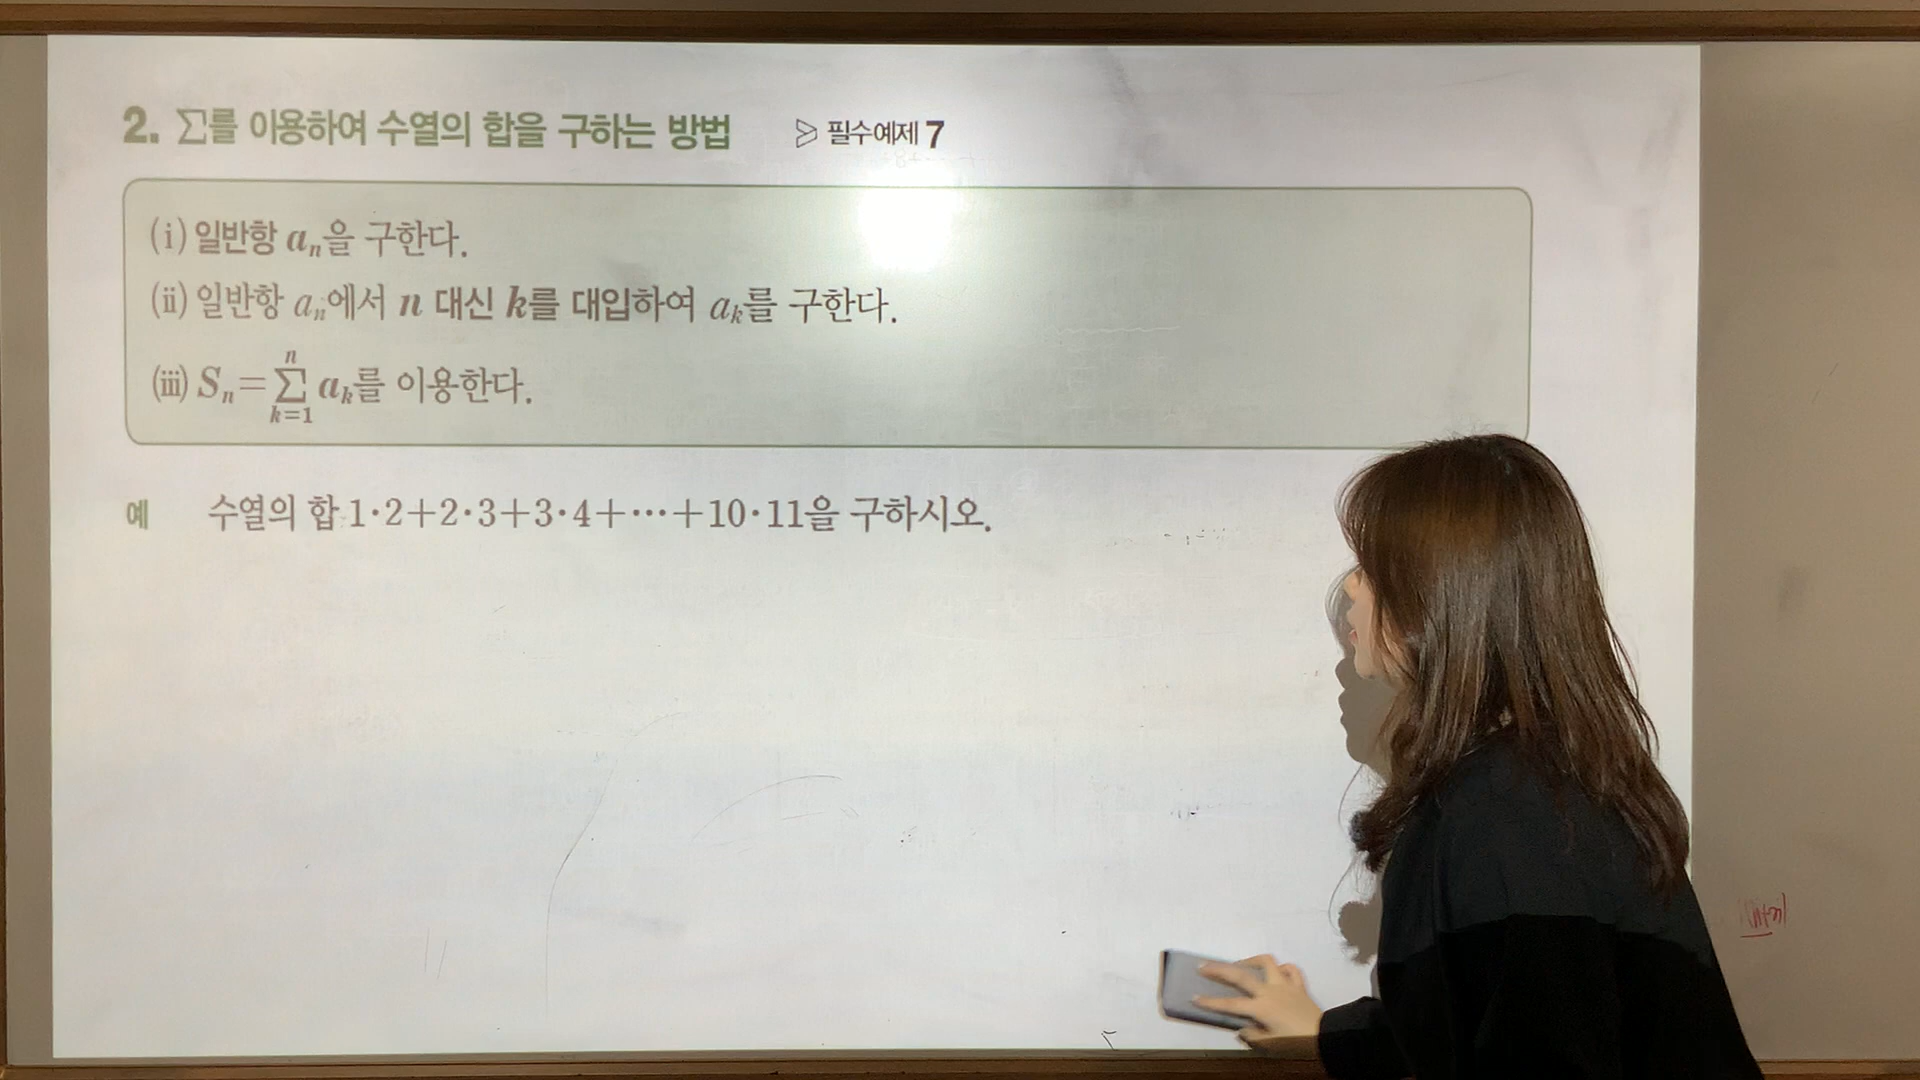 2. ∑를 이용하여 수열의 합을 구하는 방법 ▷ 필수예제 7
(ⅰ) 일반항 aₙ을 구한다.
(ⅱ) 일반항 aₙ에서 n 대신 k를 대입하여 aₖ를 구한다.
(ⅲ) Sₙ=∑ₖ₌₁ⁿ aₖ를 이용한다.
예 수열의 합 1·2+2·3+3·4+⋯+10·11을 구하시오.